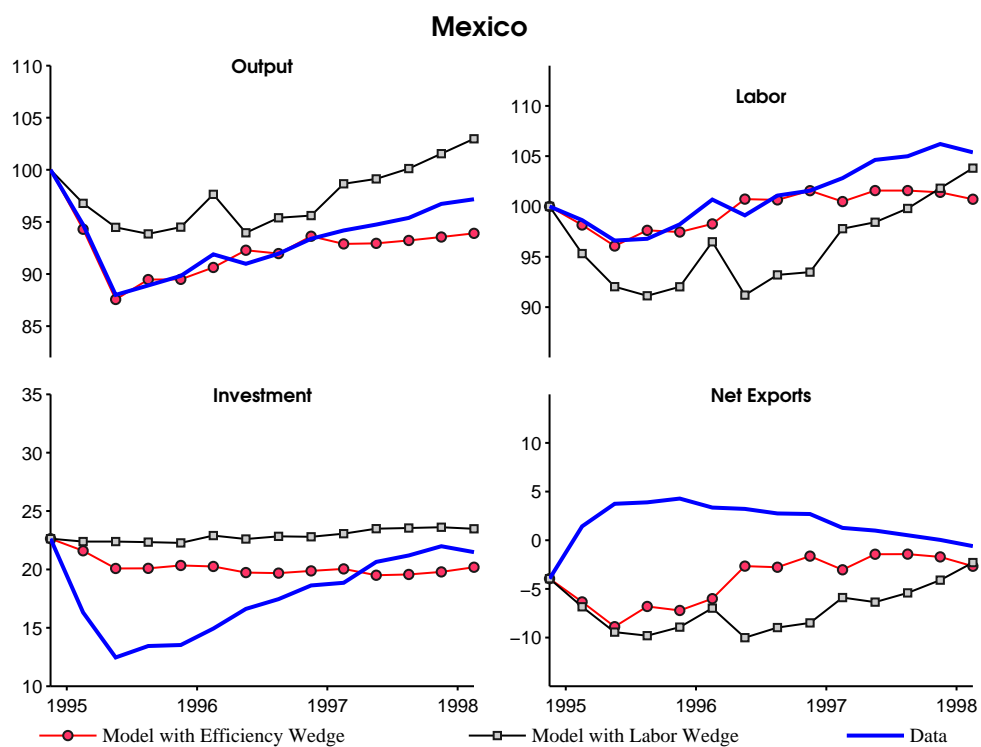 Mexico
Output
110
105
100
95
90
85
Labor
110
105
100
95
90
Investment
35
30
25
20
15
10
1995 1996 1997 1998
Net Exports
10
5
0
−5
−10
1995 1996 1997 1998
Model with Efficiency Wedge Model with Labor Wedge Data